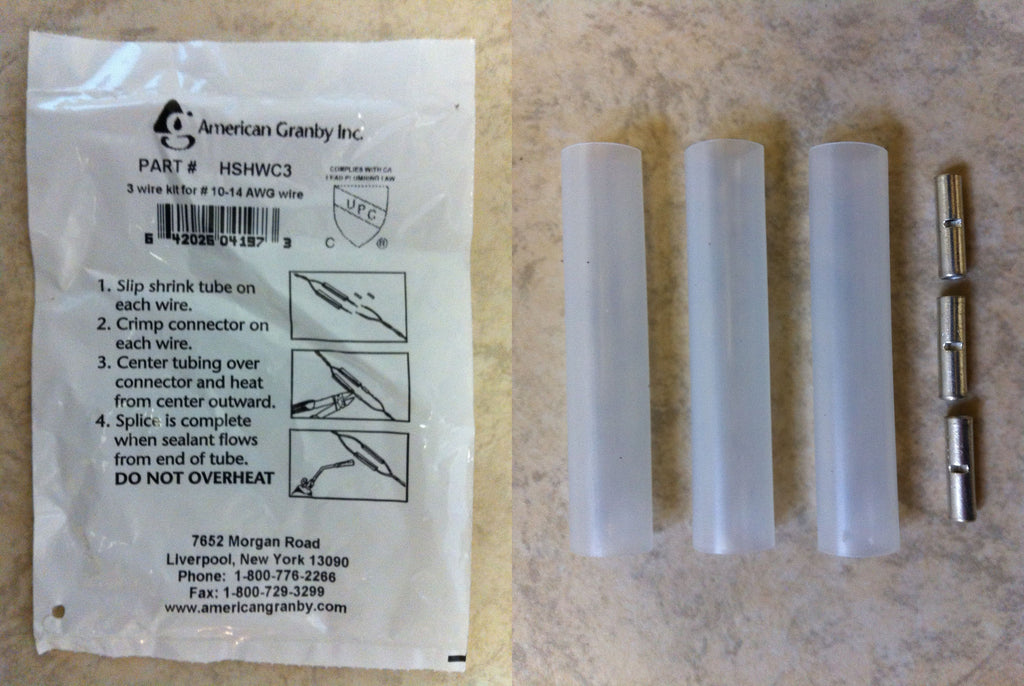 American Granby Inc.
PART # HSHWC3
COMPLIES WITH CA
LEAD PLUMBING LAW
3 wire kit for # 10-14 AWG wire
UPC
C ®
6 42026 04197 3
1. Slip shrink tube on
each wire.
2. Crimp connector on
each wire.
3. Center tubing over
connector and heat
from center outward.
4. Splice is complete
when sealant flows
from end of tube.
DO NOT OVERHEAT
7652 Morgan Road
Liverpool, New York 13090
Phone: 1-800-776-2266
Fax: 1-800-729-3299
www.americangranby.com